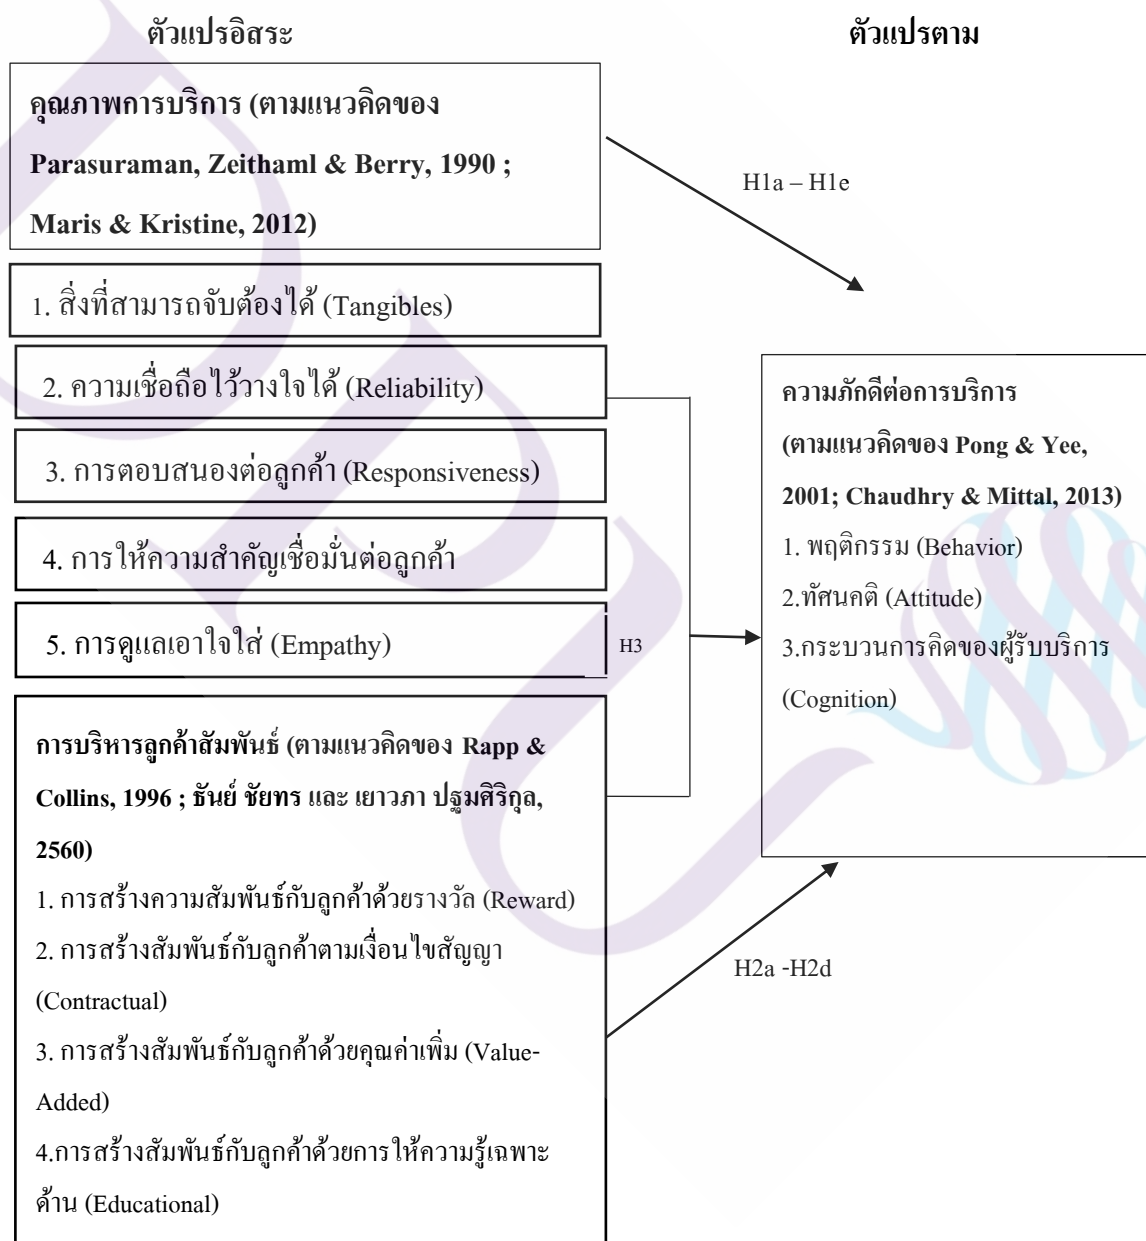 ตัวแปรอิสระ
ตัวแปรตาม
คุณภาพการบริการ (ตามแนวคิดของ
Parasuraman, Zeithaml & Berry, 1990 ;
Maris & Kristine, 2012)
H1a – H1e
1. สิ่งที่สามารถจับต้องได้ (Tangibles)
2. ความเชื่อถือไว้วางใจได้ (Reliability)
3. การตอบสนองต่อลูกค้า (Responsiveness)
4. การให้ความสำคัญเชื่อมั่นต่อลูกค้า
5. การดูแลเอาใจใส่ (Empathy)
H3
ความภักดีต่อการบริการ
(ตามแนวคิดของ Pong & Yee,
2001; Chaudhry & Mittal, 2013)
1. พฤติกรรม (Behavior)
2.ทัศนคติ (Attitude)
3.กระบวนการคิดของผู้รับบริการ
(Cognition)
การบริหารลูกค้าสัมพันธ์ (ตามแนวคิดของ Rapp &
Collins, 1996 ; ธันย์ ชัยทร และ เยาวภา ปฐมศิริกุล,
2560)
1. การสร้างความสัมพันธ์กับลูกค้าด้วยรางวัล (Reward)
2. การสร้างสัมพันธ์กับลูกค้าตามเงื่อนไขสัญญา
(Contractual)
3. การสร้างสัมพันธ์กับลูกค้าด้วยคุณค่าเพิ่ม (Value-
Added)
4.การสร้างสัมพันธ์กับลูกค้าด้วยการให้ความรู้เฉพาะ
ด้าน (Educational)
H2a -H2d